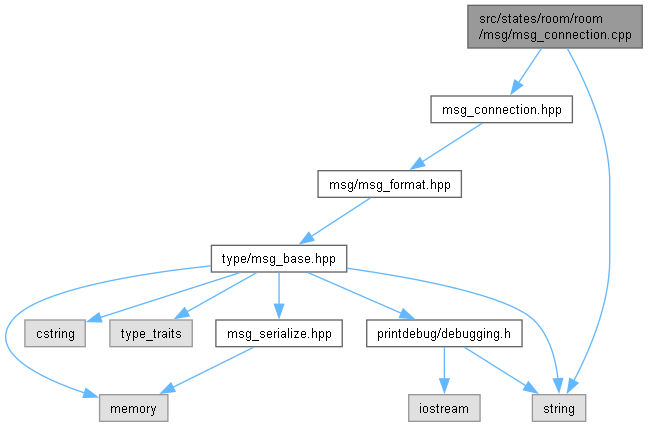 src/states/room/room
/msg/msg_connection.cpp
msg_connection.hpp
msg/msg_format.hpp
type/msg_base.hpp
cstring
type_traits
msg_serialize.hpp
printdebug/debugging.h
memory
iostream
string